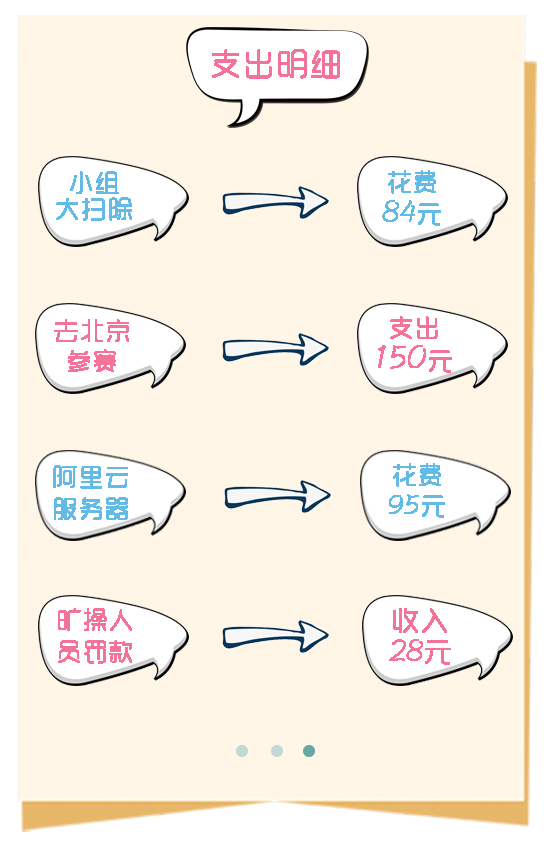 支出明细
小组
大扫除
花费
84元
去北京
参赛
支出
150元
阿里云
服务器
花费
95元
旷操人
员罚款
收入
28元